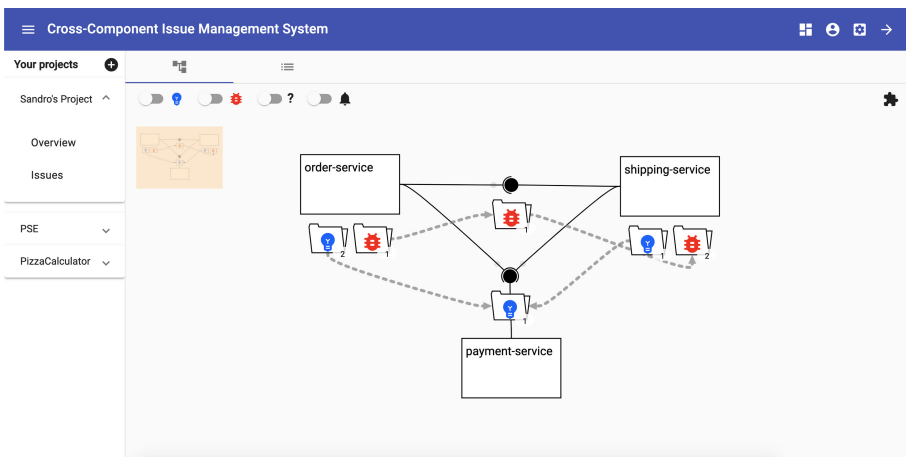 Cross-Component Issue Management System
Your projects
Sandro's Project
?
Overview
Issues
PSE
PizzaCalculator
order-service
shipping-service
1
2
1
1
2
1
payment-service